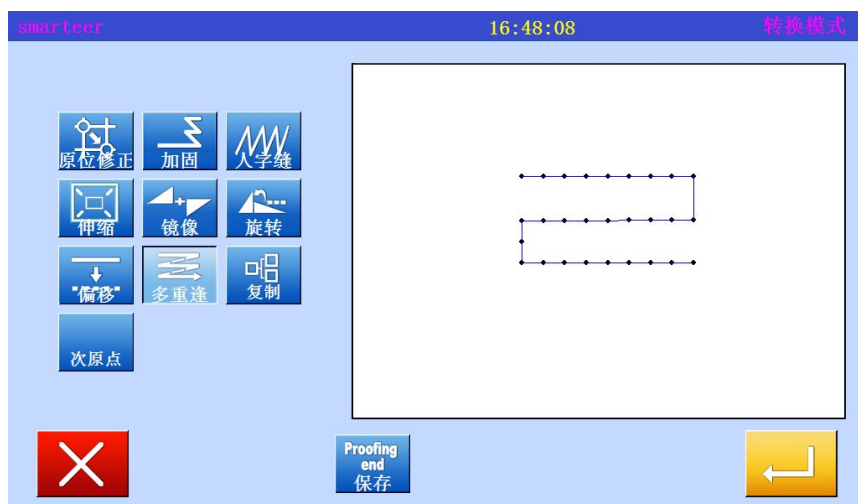 smarteer
16:48:08
转换模式
原位修正
加固
人字缝
伸缩
镜像
旋转
偏移
多重逢
复制
次原点
Proofing
end
保存